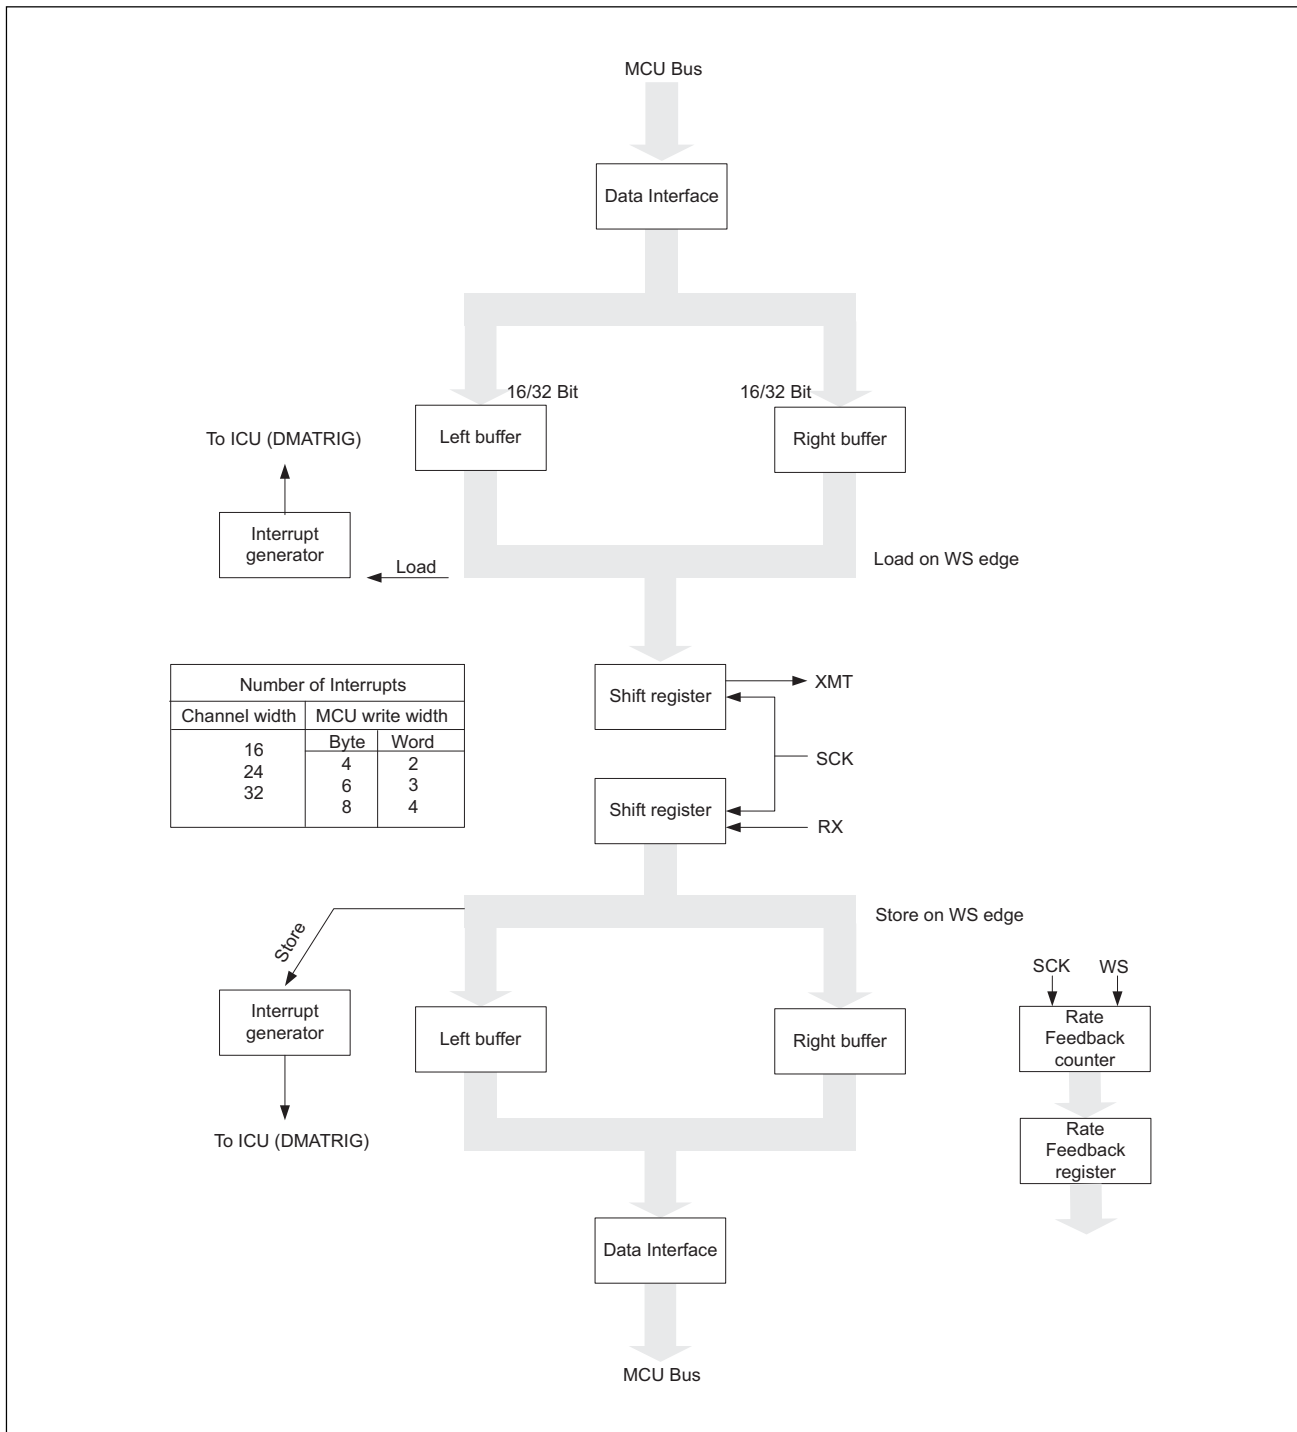 MCU Bus
Data Interface
16/32 Bit
16/32 Bit
Left buffer
Right buffer
To ICU (DMATRIG)
Interrupt
generator
Load
Load on WS edge
Shift register
XMT
SCK
Shift register
RX
Number of Interrupts
Channel width MCU write width
Byte Word
16 4 2
24 6 3
32 8 4
Store on WS edge
Store
Interrupt
generator
To ICU (DMATRIG)
Left buffer
Right buffer
SCK WS
Rate
Feedback
counter
Rate
Feedback
register
Data Interface
MCU Bus